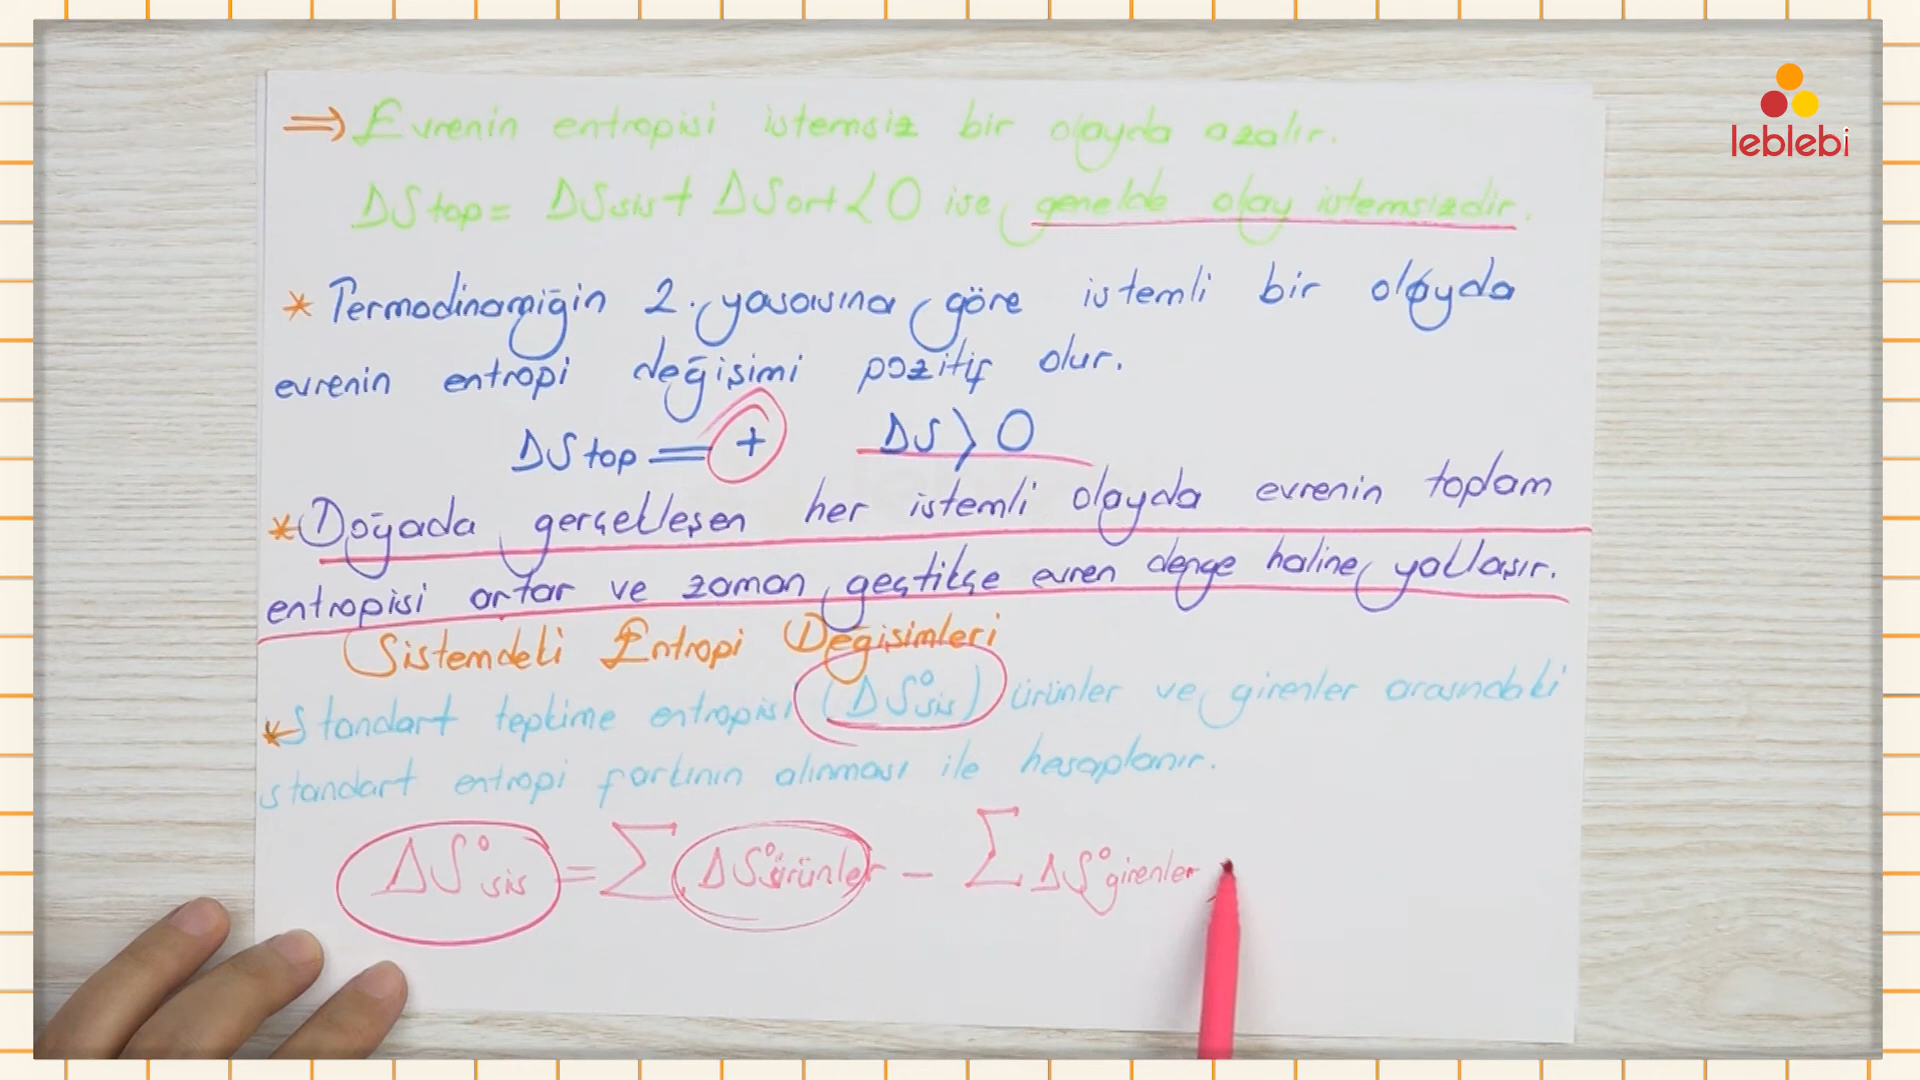 leblebi
⇒ Evrenin entropisi istemsiz bir olayda azalır.
ΔStop = ΔSsis + ΔSort < 0 ise genelde olay istemsizdir.
* Termodinamiğin 2. yasasına göre istemli bir olayda
evrenin entropi değişimi pozitif olur.
ΔStop = + ΔS > 0
* Doğada gerçekleşen her istemli olayda evrenin toplam
entropisi artar ve zaman geçtikçe evren denge haline yaklaşır.
Sistemdeki Entropi Değişimleri
* Standart tepkime entropisi (ΔS°sis) ürünler ve girenler arasındaki
standart entropi farkının alınması ile hesaplanır.
ΔS°sis = Σ ΔS°ürünler - Σ ΔS°girenler